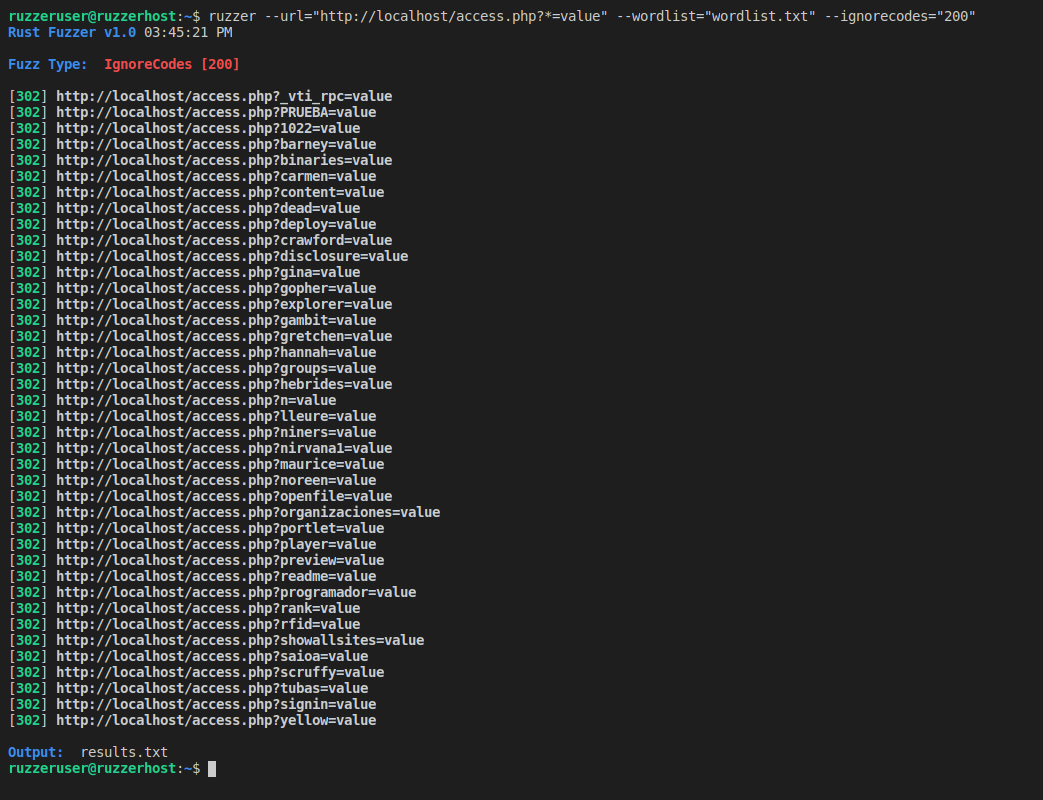 ruzzeruser@ruzzerhost:~$ ruzzer --url="http://localhost/access.php?*=value" --wordlist="wordlist.txt" --ignorecodes="200"
Rust Fuzzer v1.0 03:45:21 PM
Fuzz Type:  IgnoreCodes [200]
[302] http://localhost/access.php?_vti_rpc=value
[302] http://localhost/access.php?PRUEBA=value
[302] http://localhost/access.php?1022=value
[302] http://localhost/access.php?barney=value
[302] http://localhost/access.php?binaries=value
[302] http://localhost/access.php?carmen=value
[302] http://localhost/access.php?content=value
[302] http://localhost/access.php?dead=value
[302] http://localhost/access.php?deploy=value
[302] http://localhost/access.php?crawford=value
[302] http://localhost/access.php?disclosure=value
[302] http://localhost/access.php?gina=value
[302] http://localhost/access.php?gopher=value
[302] http://localhost/access.php?explorer=value
[302] http://localhost/access.php?gambit=value
[302] http://localhost/access.php?gretchen=value
[302] http://localhost/access.php?hannah=value
[302] http://localhost/access.php?groups=value
[302] http://localhost/access.php?hebrides=value
[302] http://localhost/access.php?n=value
[302] http://localhost/access.php?lleure=value
[302] http://localhost/access.php?niners=value
[302] http://localhost/access.php?nirvana1=value
[302] http://localhost/access.php?maurice=value
[302] http://localhost/access.php?noreen=value
[302] http://localhost/access.php?openfile=value
[302] http://localhost/access.php?organizaciones=value
[302] http://localhost/access.php?portlet=value
[302] http://localhost/access.php?player=value
[302] http://localhost/access.php?preview=value
[302] http://localhost/access.php?readme=value
[302] http://localhost/access.php?programador=value
[302] http://localhost/access.php?rank=value
[302] http://localhost/access.php?rfid=value
[302] http://localhost/access.php?showallsites=value
[302] http://localhost/access.php?saioa=value
[302] http://localhost/access.php?scruffy=value
[302] http://localhost/access.php?tubas=value
[302] http://localhost/access.php?signin=value
[302] http://localhost/access.php?yellow=value
Output:  results.txt
ruzzeruser@ruzzerhost:~$